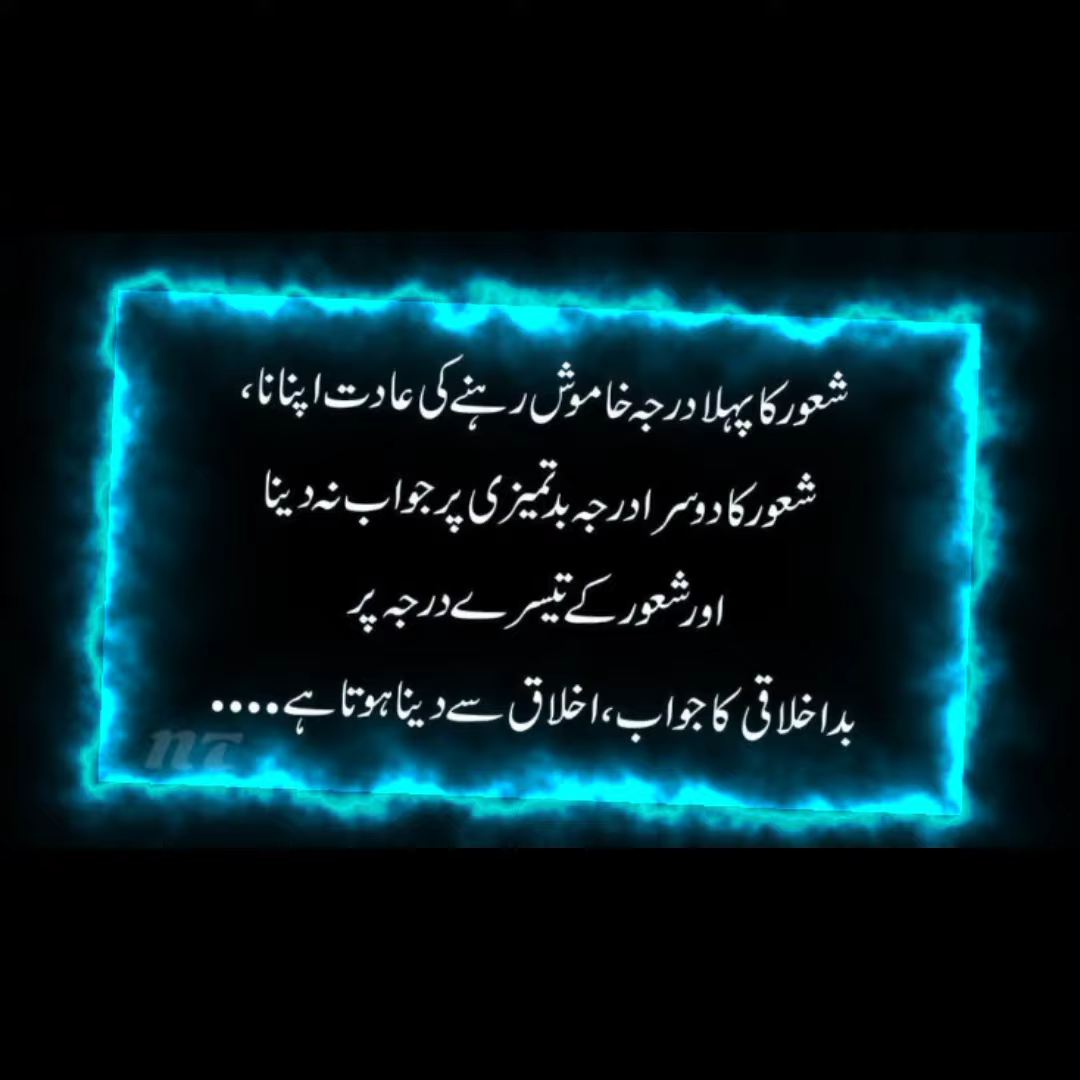 شعور کا پہلا درجہ خاموش رہنے کی عادت اپنانا،
شعور کا دوسرا درجہ بدتمیزی پر جواب نہ دینا
اور شعور کے تیسرے درجہ پر
بداخلاقی کا جواب، اخلاق سے دینا ہوتا ہے....
NT